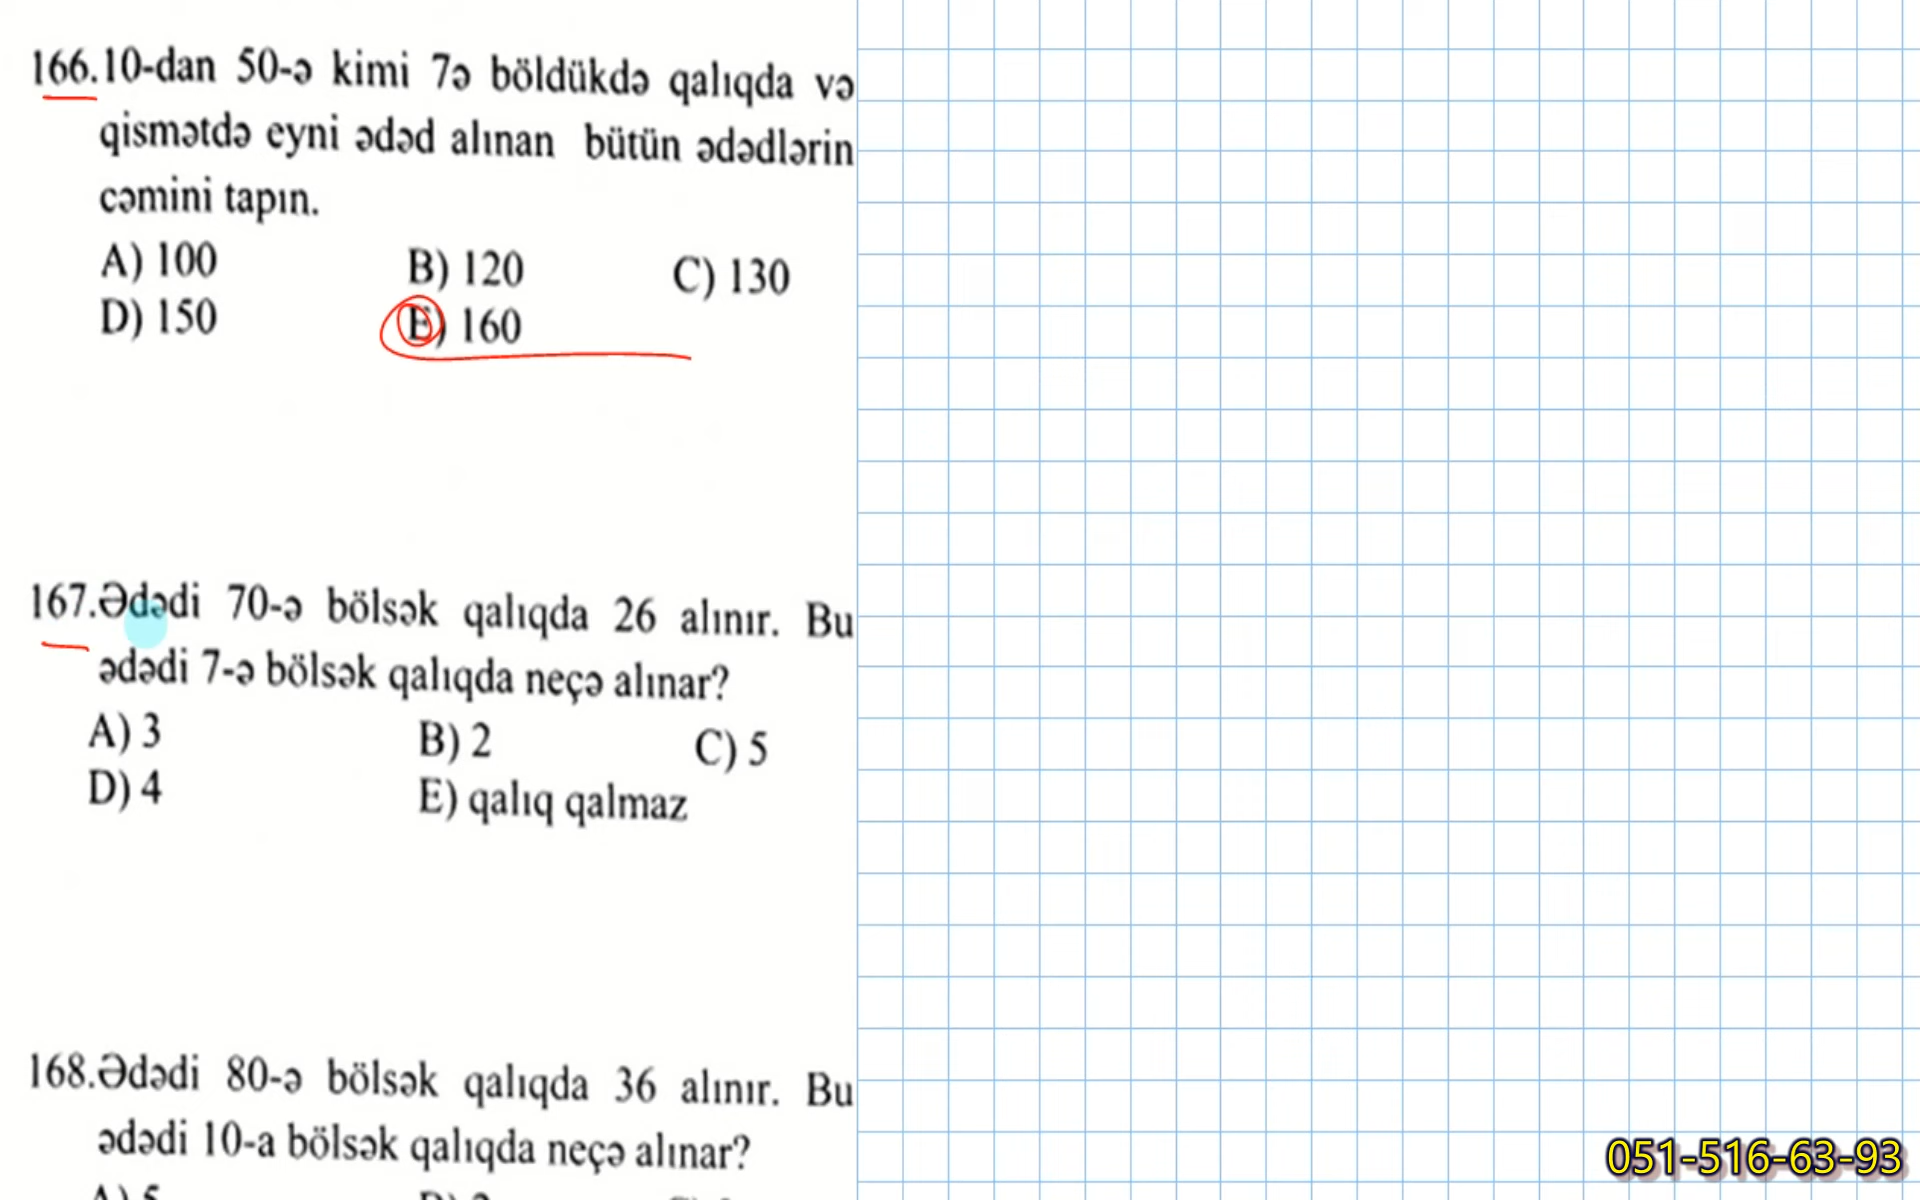 166.10-dan 50-ə kimi 7ə böldükdə qalıqda və
qismətdə eyni ədəd alınan bütün ədədlərin
cəmini tapın.
A) 100 B) 120 C) 130
D) 150 E) 160
167.Ədədi 70-ə bölsək qalıqda 26 alınır. Bu
ədədi 7-ə bölsək qalıqda neçə alınar?
A) 3 B) 2 C) 5
D) 4 E) qalıq qalmaz
168.Ədədi 80-ə bölsək qalıqda 36 alınır. Bu
ədədi 10-a bölsək qalıqda neçə alınar?
051-516-63-93